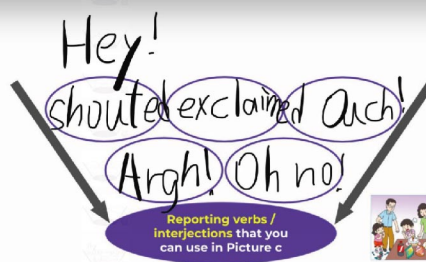 Hey!
shouted exclaimed Ouch!
Argh! Oh no!
Reporting verbs /
interjections that you
can use in Picture c